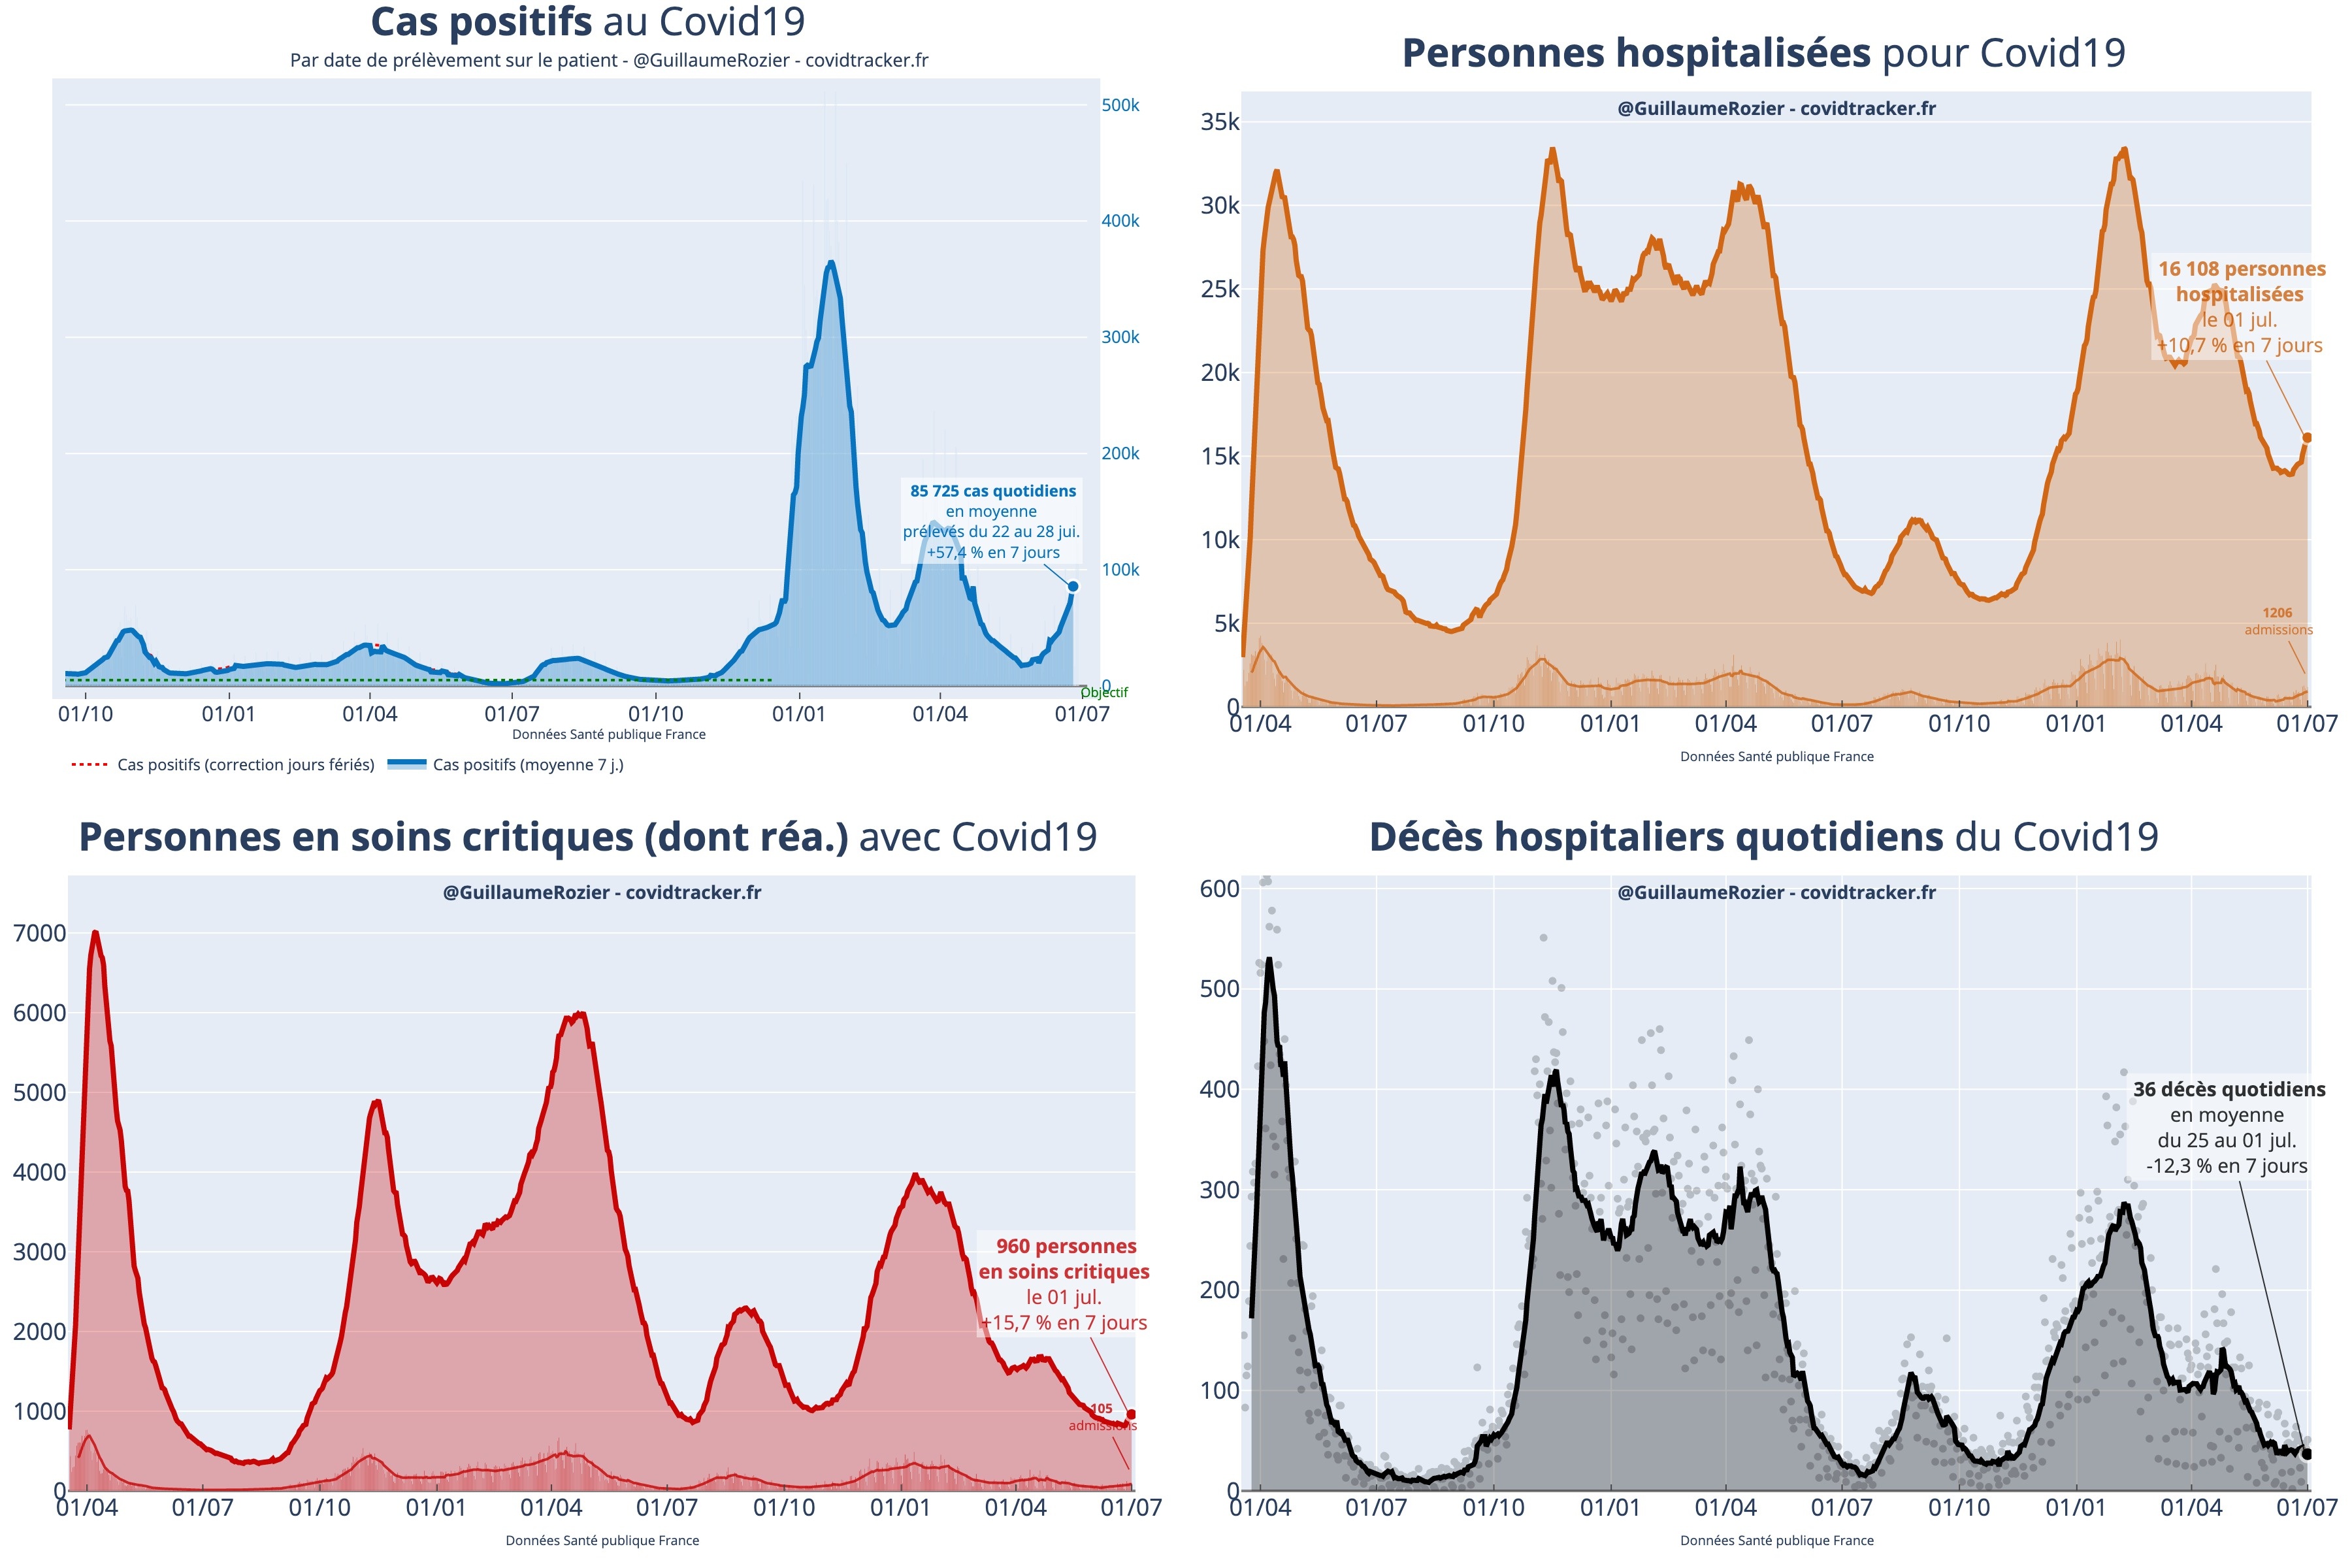 Cas positifs au Covid19
Par date de prélèvement sur le patient - @GuillaumeRozier - covidtracker.fr
500k
400k
300k
200k
100k
0
85 725 cas quotidiens
en moyenne
prélevés du 22 au 28 jui.
+57,4 % en 7 jours
Objectif
01/10 01/01 01/04 01/07 01/10 01/01 01/04 01/07
Données Santé publique France
Cas positifs (correction jours fériés) Cas positifs (moyenne 7 j.)
Personnes hospitalisées pour Covid19
@GuillaumeRozier - covidtracker.fr
35k
30k
25k
20k
15k
10k
5k
0
16 108 personnes
hospitalisées
le 01 jul.
+10,7 % en 7 jours
1206
admissions
01/04 01/07 01/10 01/01 01/04 01/07 01/10 01/01 01/04 01/07
Données Santé publique France
Personnes en soins critiques (dont réa.) avec Covid19
@GuillaumeRozier - covidtracker.fr
7000
6000
5000
4000
3000
2000
1000
0
960 personnes
en soins critiques
le 01 jul.
+15,7 % en 7 jours
105
admissions
01/04 01/07 01/10 01/01 01/04 01/07 01/10 01/01 01/04 01/07
Données Santé publique France
Décès hospitaliers quotidiens du Covid19
@GuillaumeRozier - covidtracker.fr
600
500
400
300
200
100
0
36 décès quotidiens
en moyenne
du 25 au 01 jul.
-12,3 % en 7 jours
01/04 01/07 01/10 01/01 01/04 01/07 01/10 01/01 01/04 01/07
Données Santé publique France